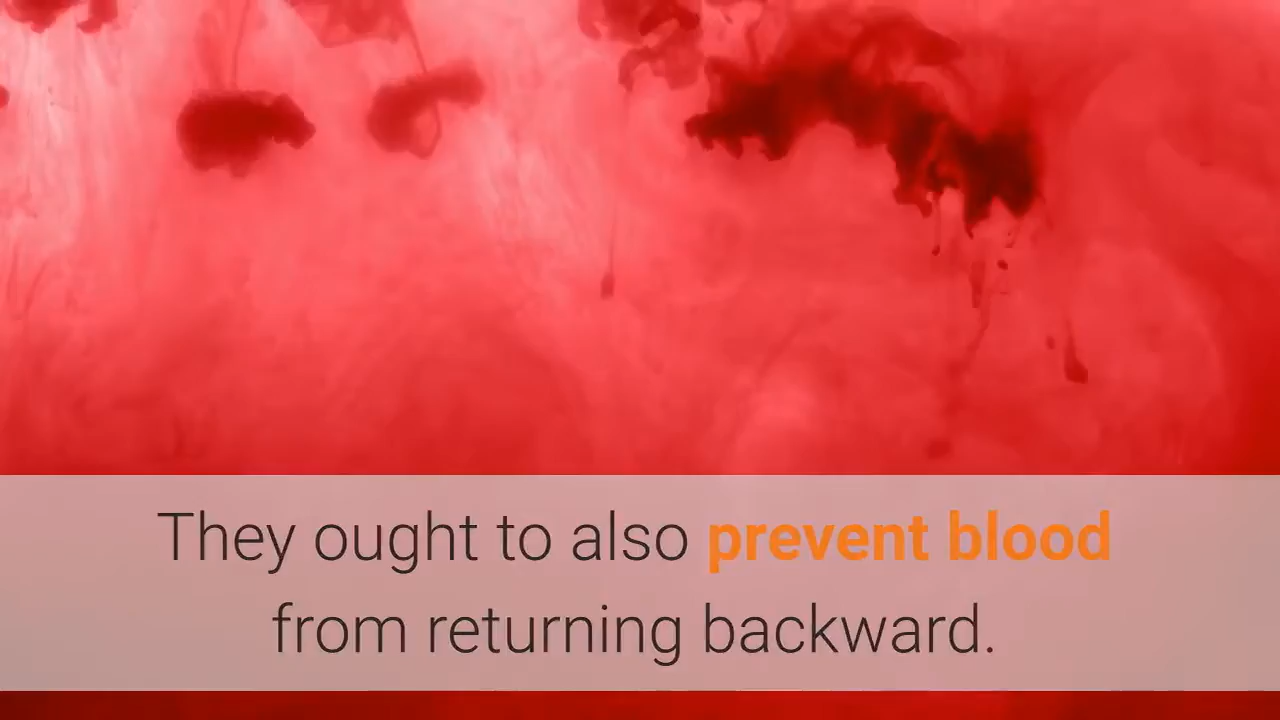 They ought to also prevent blood
from returning backward.